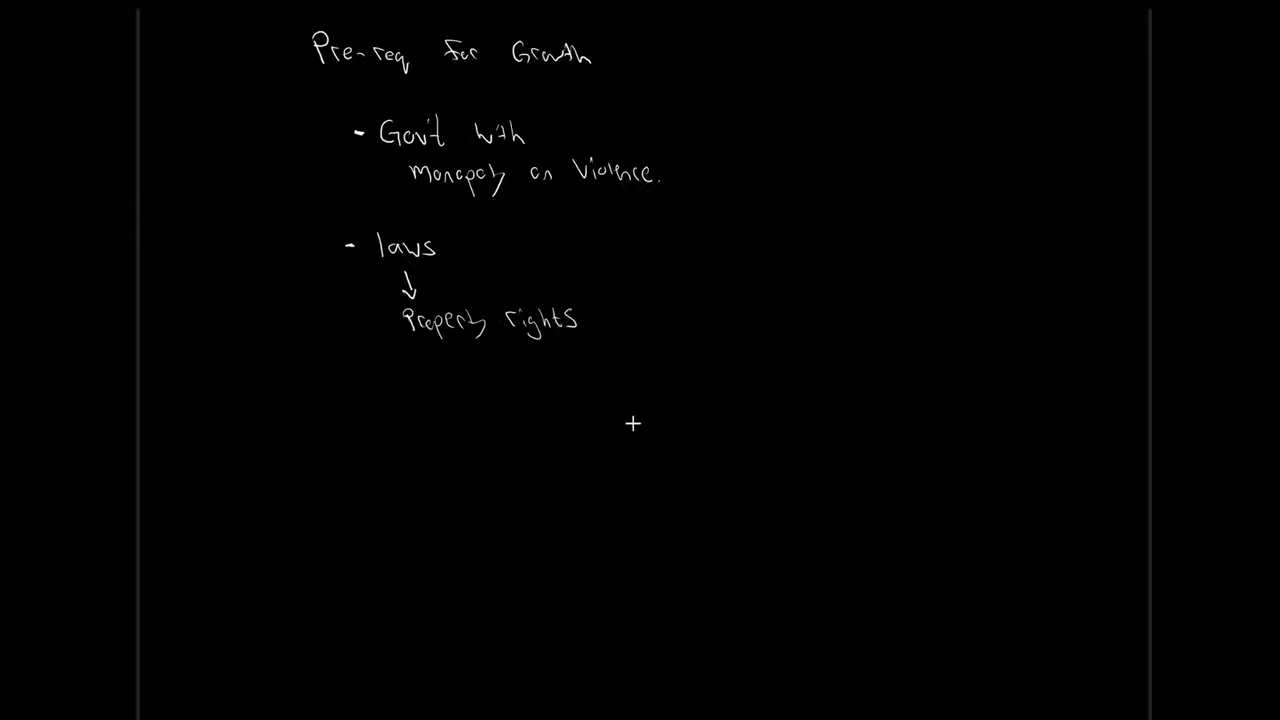 Pre-req for Growth
- Gov't with
monopoly on Violence.
- laws
↓
Property rights